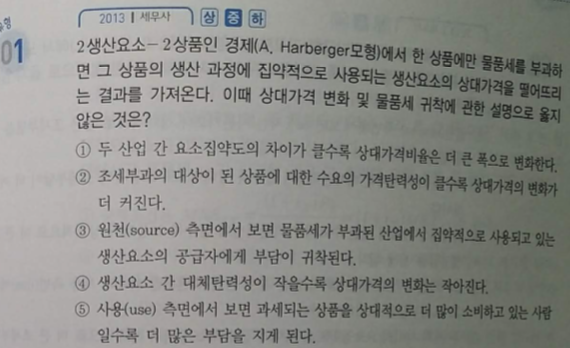 2013 세무사 상 중 하
01 2생산요소-2상품인 경제(A. Harberger모형)에서 한 상품에만 물품세를 부과하
면 그 상품의 생산 과정에 집약적으로 사용되는 생산요소의 상대가격을 떨어뜨리
는 결과를 가져온다. 이때 상대가격 변화 및 물품세 귀착에 관한 설명으로 옳지
않은 것은?
① 두 산업 간 요소집약도의 차이가 클수록 상대가격비율은 더 큰 폭으로 변화한다.
② 조세부과의 대상이 된 상품에 대한 수요의 가격탄력성이 클수록 상대가격의 변화가
더 커진다.
③ 원천(source) 측면에서 보면 물품세가 부과된 산업에서 집약적으로 사용되고 있는
생산요소의 공급자에게 부담이 귀착된다.
④ 생산요소 간 대체탄력성이 작을수록 상대가격의 변화는 작아진다.
⑤ 사용(use) 측면에서 보면 과세되는 상품을 상대적으로 더 많이 소비하고 있는 사람
일수록 더 많은 부담을 지게 된다.